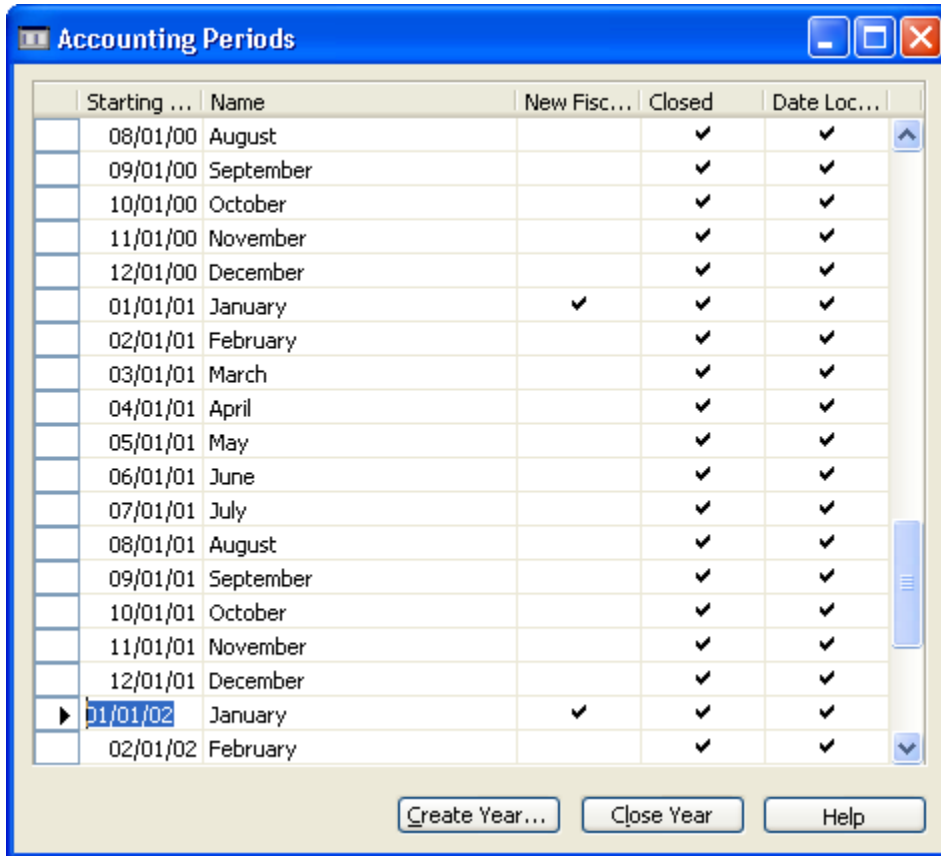 Accounting Periods
Starting ... Name New Fisc... Closed Date Loc...
08/01/00 August ✔ ✔
09/01/00 September ✔ ✔
10/01/00 October ✔ ✔
11/01/00 November ✔ ✔
12/01/00 December ✔ ✔
01/01/01 January ✔ ✔ ✔
02/01/01 February ✔ ✔
03/01/01 March ✔ ✔
04/01/01 April ✔ ✔
05/01/01 May ✔ ✔
06/01/01 June ✔ ✔
07/01/01 July ✔ ✔
08/01/01 August ✔ ✔
09/01/01 September ✔ ✔
10/01/01 October ✔ ✔
11/01/01 November ✔ ✔
12/01/01 December ✔ ✔
01/01/02 January ✔ ✔ ✔
02/01/02 February ✔ ✔
Create Year... Close Year Help